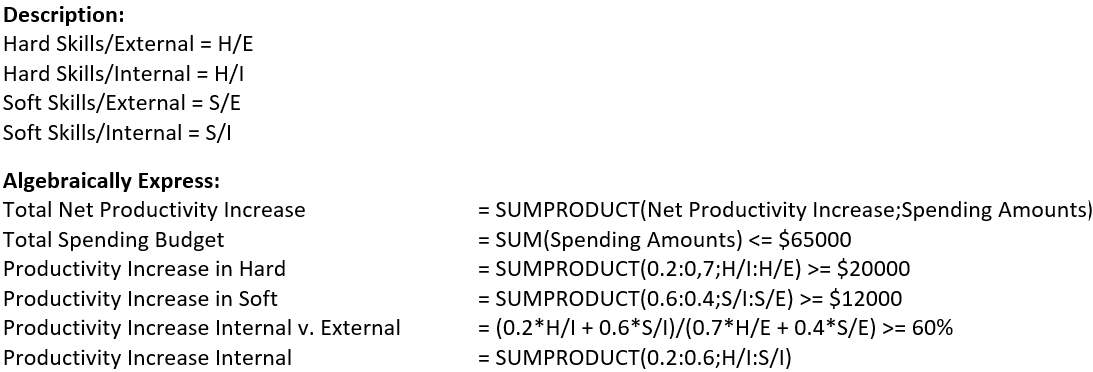 Description:
Hard Skills/External = H/E
Hard Skills/Internal = H/I
Soft Skills/External = S/E
Soft Skills/Internal = S/I
Algebraically Express:
Total Net Productivity Increase = SUMPRODUCT(Net Productivity Increase;Spending Amounts)
Total Spending Budget = SUM(Spending Amounts) <= $65000
Productivity Increase in Hard = SUMPRODUCT(0.2:0,7;H/I:H/E) >= $20000
Productivity Increase in Soft = SUMPRODUCT(0.6:0.4;S/I:S/E) >= $12000
Productivity Increase Internal v. External = (0.2*H/I + 0.6*S/I)/(0.7*H/E + 0.4*S/E) >= 60%
Productivity Increase Internal = SUMPRODUCT(0.2:0.6;H/I:S/I)